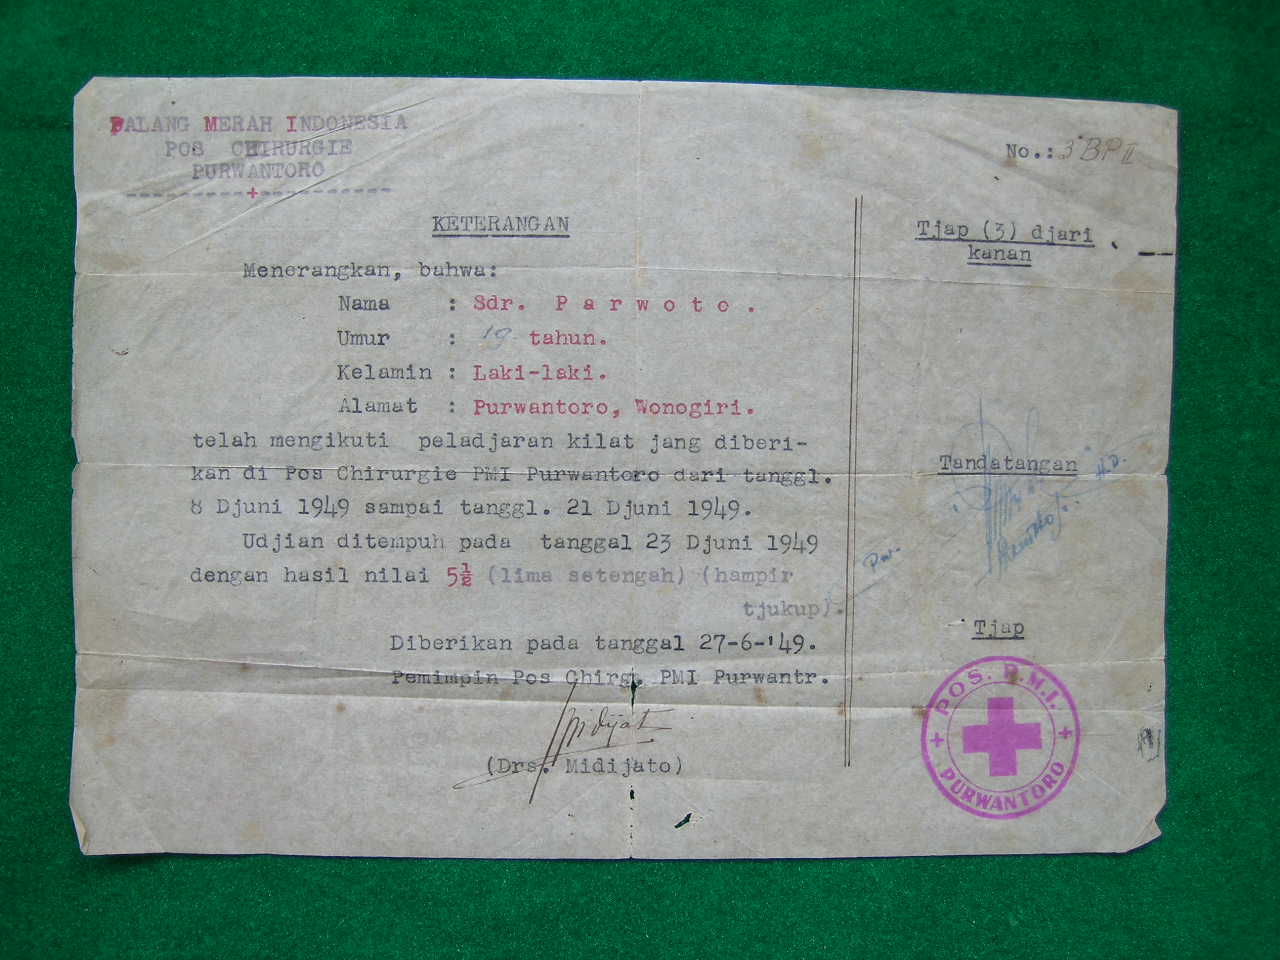 PALANG MERAH INDONESIA
POS CHIRURGIE
PURWANTORO
No.: 3 BP II
KETERANGAN
Menerangkan, bahwa:
Nama : Sdr. P a r w o t o .
Umur : 19 tahun.
Kelamin : Laki-laki.
Alamat : Purwantoro, Wonogiri.
telah mengikuti peladjaran kilat jang diberi-
kan di Pos Chirurgie PMI Purwantoro dari tanggl.
8 Djuni 1949 sampai tanggl. 21 Djuni 1949.
Udjian ditempuh pada tanggal 23 Djuni 1949
dengan hasil nilai 5½ (lima setengah) (hampir
tjukup).
Diberikan pada tanggal 27-6-'49.
Pemimpin Pos Chirg. PMI Purwantr.
Midijat
(Drs. Midijato)
Tjap (3) djari
kanan
Tandatangan
Pw.
Tjap
POS. P.M.I.
PURWANTORO